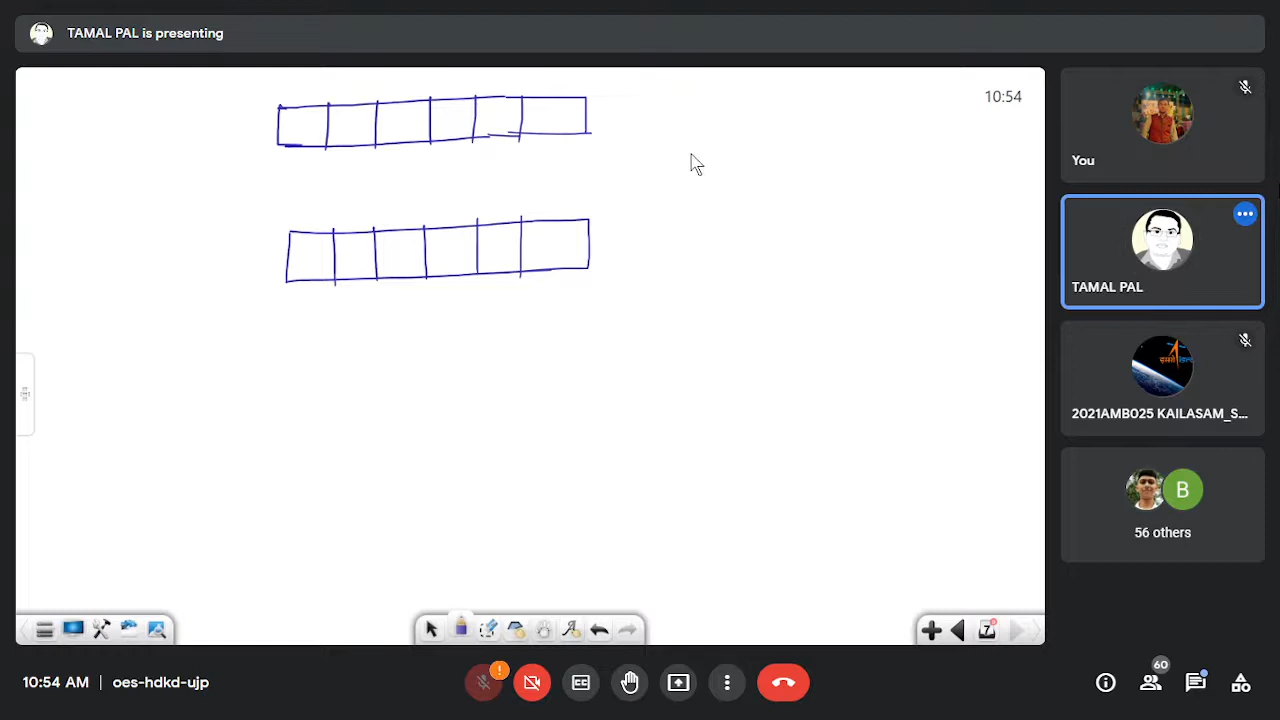 TAMAL PAL is presenting
10:54
You
TAMAL PAL
2021AMB025 KAILASAM_S...
B
56 others
7
10:54 AM | oes-hdkd-ujp
60